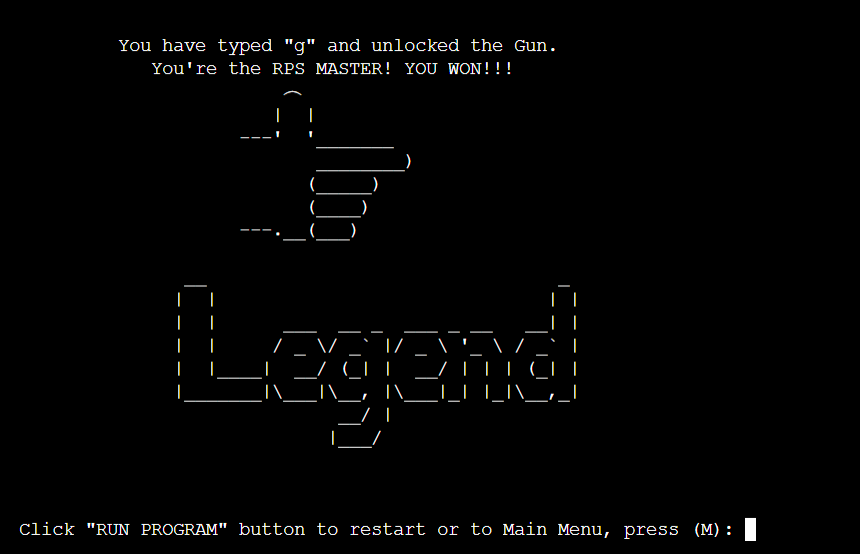 You have typed "g" and unlocked the Gun.
You're the RPS MASTER! YOU WON!!!
Legend
Click "RUN PROGRAM" button to restart or to Main Menu, press (M):